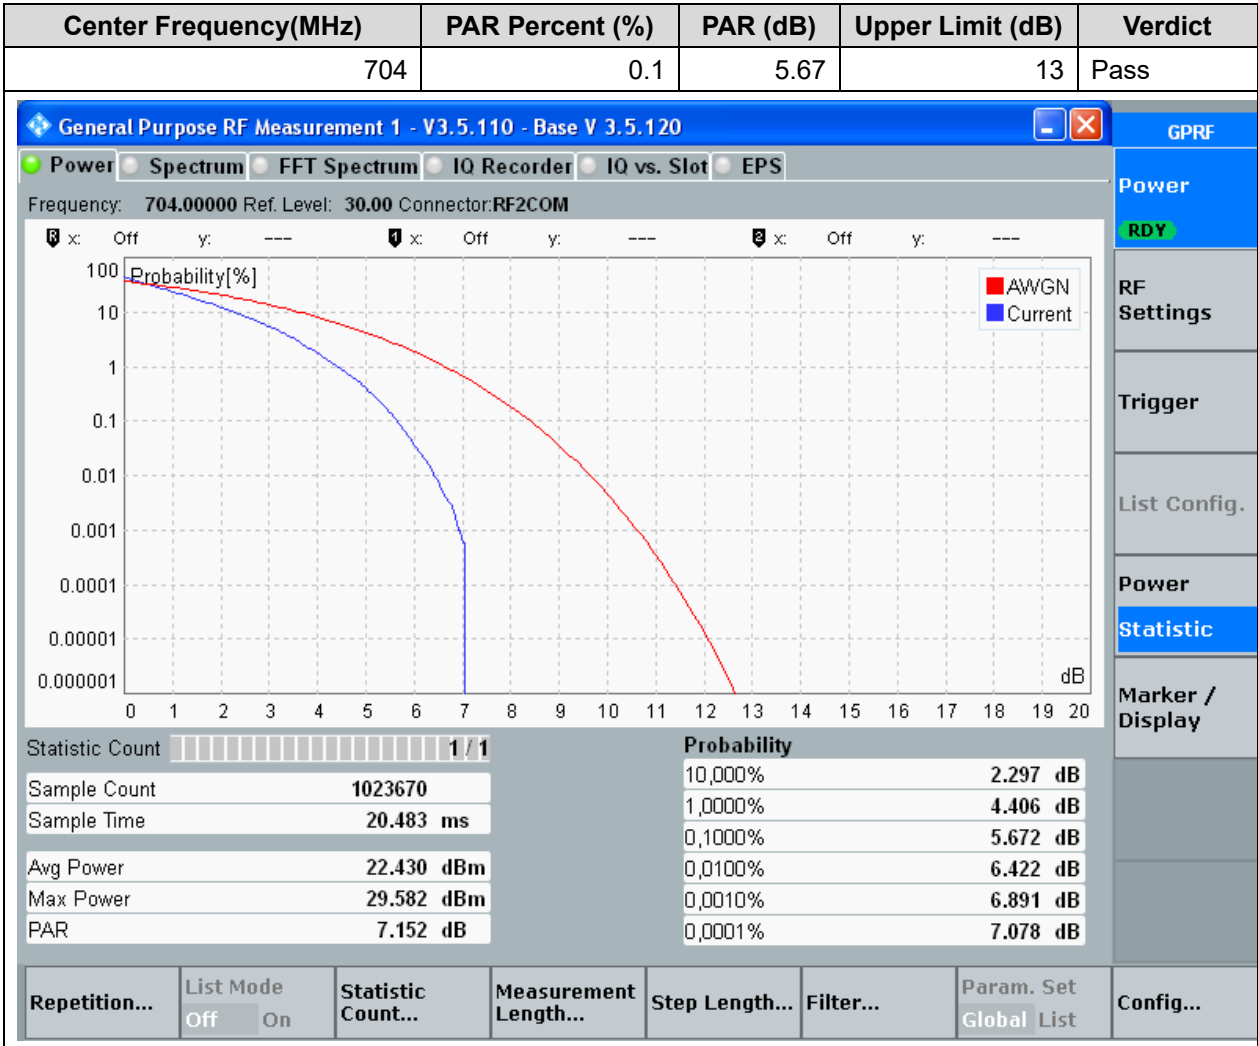 Center Frequency(MHz) PAR Percent (%) PAR (dB) Upper Limit (dB) Verdict
704 0.1 5.67 13 Pass
General Purpose RF Measurement 1 - V3.5.110 - Base V 3.5.120
GPRF
Power Spectrum FFT Spectrum IQ Recorder IQ vs. Slot EPS
Power
RDY
Frequency: 704.00000 Ref. Level: 30.00 Connector:RF2COM
R x: Off y: --- 1 x: Off y: --- 2 x: Off y: ---
Probability[%]
AWGN
Current
100
10
1
0.1
0.01
0.001
0.0001
0.00001
0.000001
dB
0 1 2 3 4 5 6 7 8 9 10 11 12 13 14 15 16 17 18 19 20
RF
Settings
Trigger
List Config.
Power
Statistic
Marker /
Display
Statistic Count 1 / 1
Sample Count 1023670
Sample Time 20.483 ms
Avg Power 22.430 dBm
Max Power 29.582 dBm
PAR 7.152 dB
Probability
10,000% 2.297 dB
1,0000% 4.406 dB
0,1000% 5.672 dB
0,0100% 6.422 dB
0,0010% 6.891 dB
0,0001% 7.078 dB
Repetition...
List Mode
Off On
Statistic
Count...
Measurement
Length...
Step Length...
Filter...
Param. Set
Global List
Config...